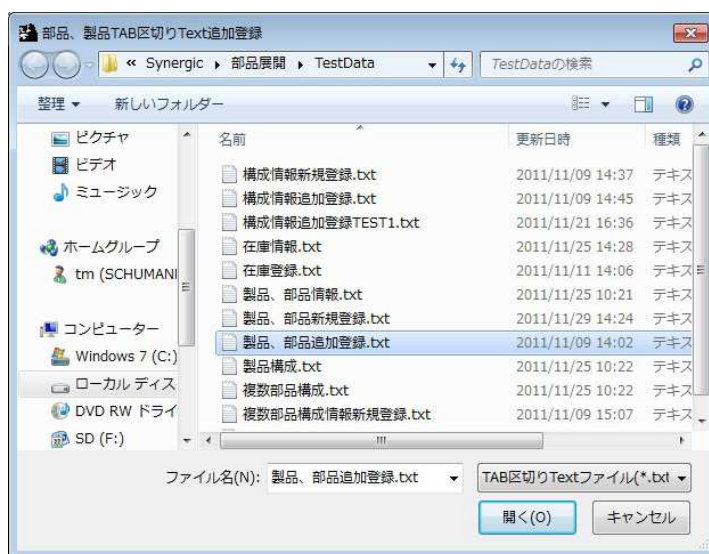 部品、製品TAB区切りText追加登録
« Synergic 部品展開 TestData TestDataの検索
整理 新しいフォルダー
ピクチャ
ビデオ
ミュージック
ホームグループ
tm (SCHUMANI
コンピューター
Windows 7 (C:)
ローカル ディス
DVD RW ドライ
SD (F:)
名前 更新日時 種類
構成情報新規登録.txt 2011/11/09 14:37 テキス
構成情報追加登録.txt 2011/11/09 14:45 テキス
構成情報追加登録TEST1.txt 2011/11/21 16:36 テキス
在庫情報.txt 2011/11/25 14:28 テキス
在庫登録.txt 2011/11/11 14:06 テキス
製品、部品情報.txt 2011/11/25 10:21 テキス
製品、部品新規登録.txt 2011/11/29 14:24 テキス
製品、部品追加登録.txt 2011/11/09 14:02 テキス
製品構成.txt 2011/11/25 10:22 テキス
複数部品構成.txt 2011/11/25 10:22 テキス
複数部品構成情報新規登録.txt 2011/11/09 15:07 テキス
ファイル名(N): 製品、部品追加登録.txt TAB区切りTextファイル(*.txt
開く(O) キャンセル